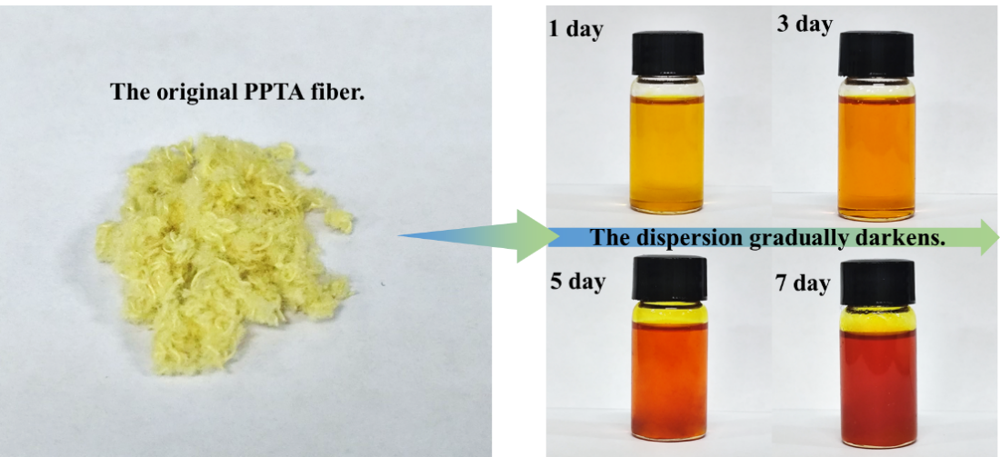 The original PPTA fiber.
1 day
3 day
The dispersion gradually darkens.
5 day
7 day